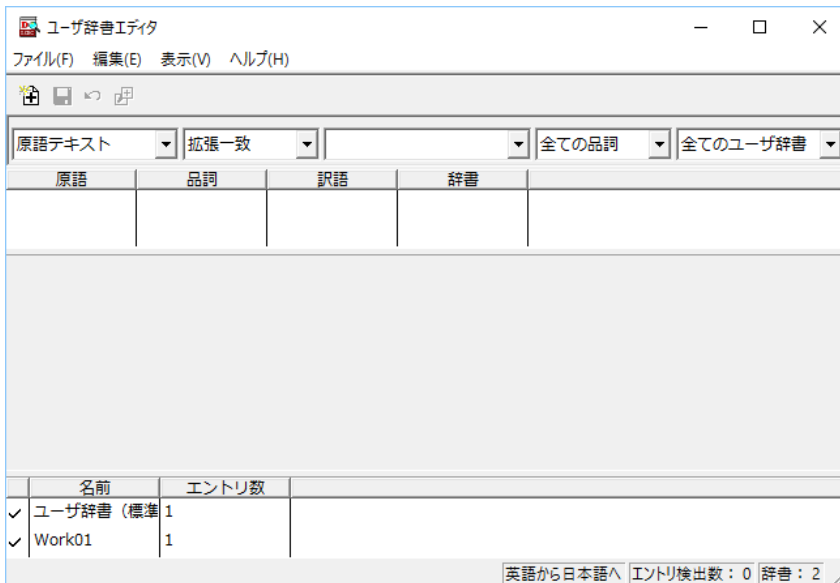 ユーザ辞書エディタ
ファイル(F) 編集(E) 表示(V) ヘルプ(H)
原語テキスト 拡張一致 全ての品詞 全てのユーザ辞書
原語 品詞 訳語 辞書
名前 エントリ数
ユーザ辞書（標準 1
Work01 1
英語から日本語へ エントリ検出数： 0 辞書： 2